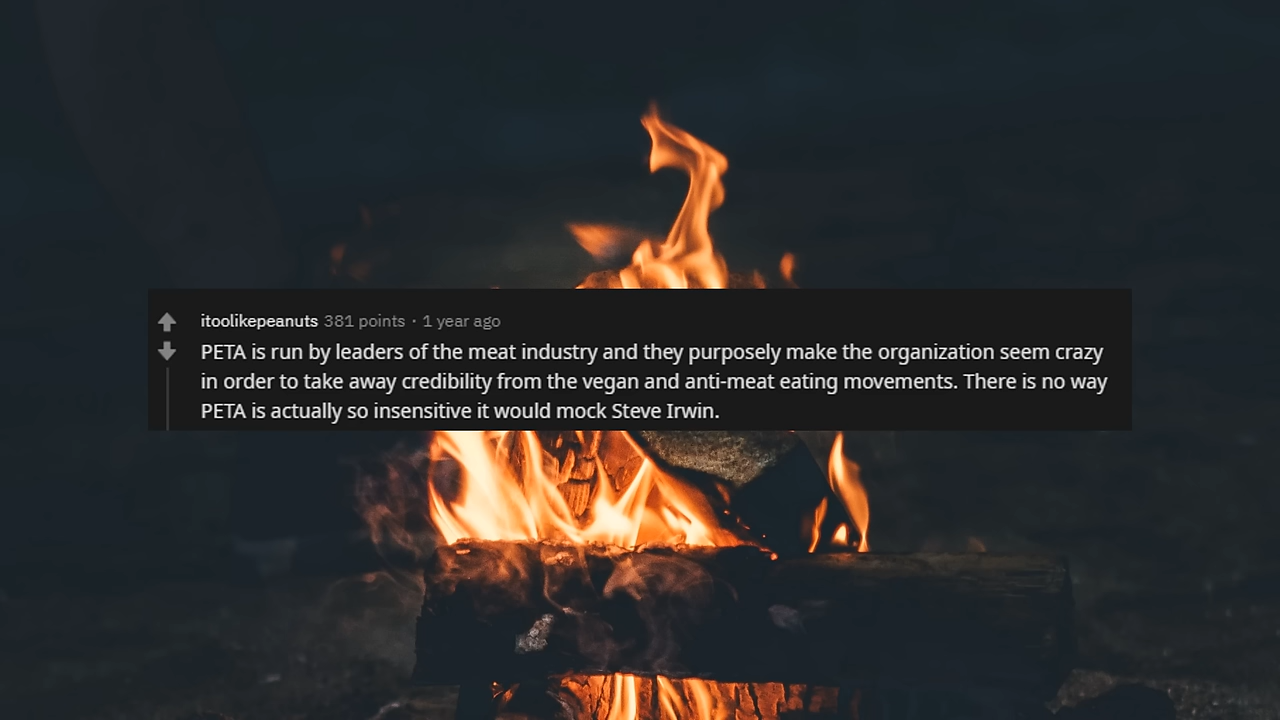 itoolikepeanuts 381 points · 1 year ago
PETA is run by leaders of the meat industry and they purposely make the organization seem crazy
in order to take away credibility from the vegan and anti-meat eating movements. There is no way
PETA is actually so insensitive it would mock Steve Irwin.